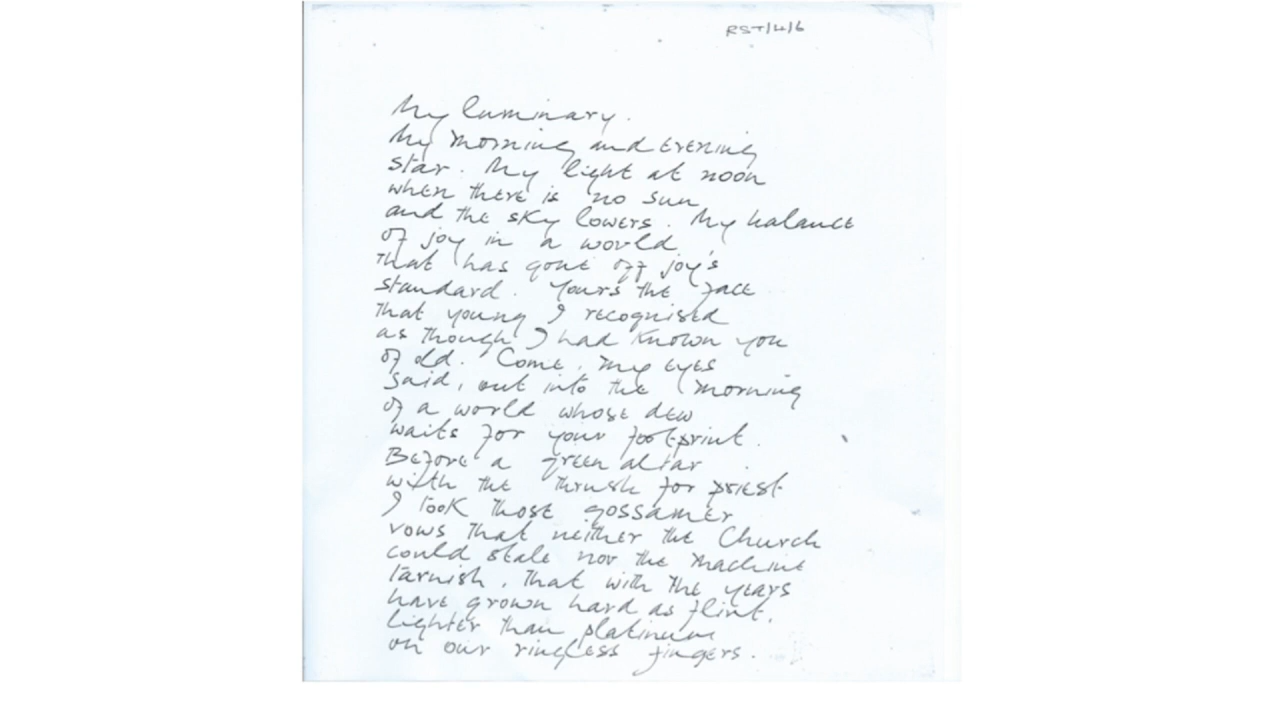 RST/4/6
My luminary.
My morning and evening
star. My light at noon
when there is no sun
and the sky lowers. My balance
of joy in a world
that has gone off joy's
standard. Yours the face
that young I recognised
as though I had known you
of old. Come, my eyes
said, out into the morning
of a world whose dew
waits for your footprint.
Before a green altar
with the thrush for priest
I took those gossamer
vows that neither the Church
could stale nor the machine
tarnish, that with the years
have grown hard as flint,
lighter than platinum
on our ringless fingers.